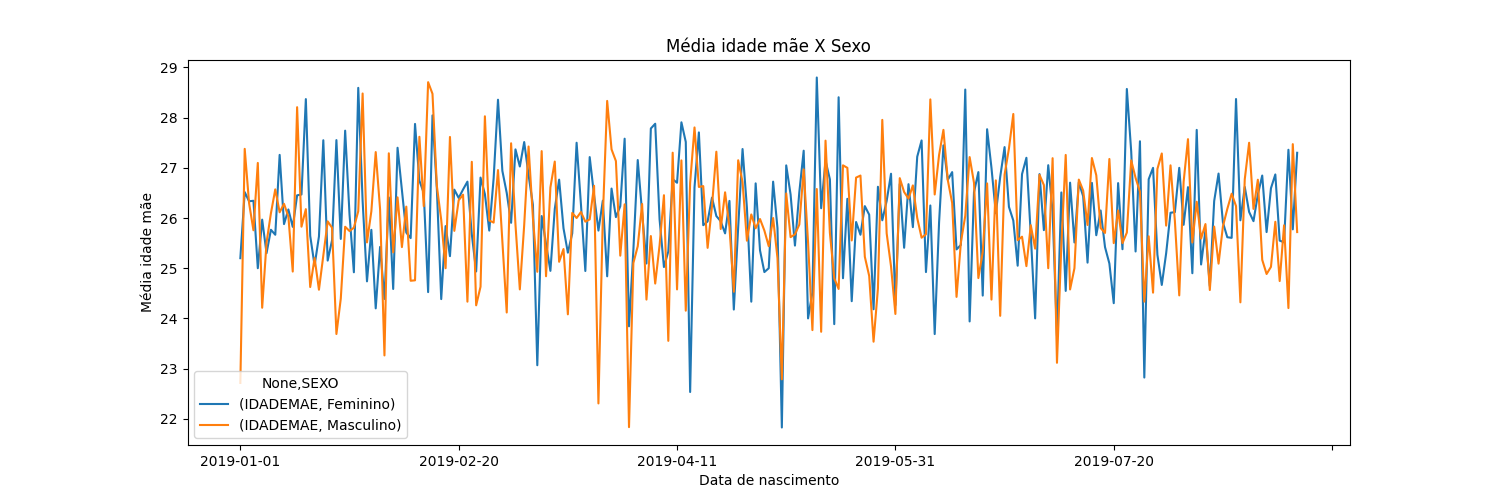 Média idade mãe X Sexo
29
28
27
26
25
24
23
22
Média idade mãe
None,SEXO
(IDADEMAE, Feminino)
(IDADEMAE, Masculino)
2019-01-01 2019-02-20 2019-04-11 2019-05-31 2019-07-20
Data de nascimento